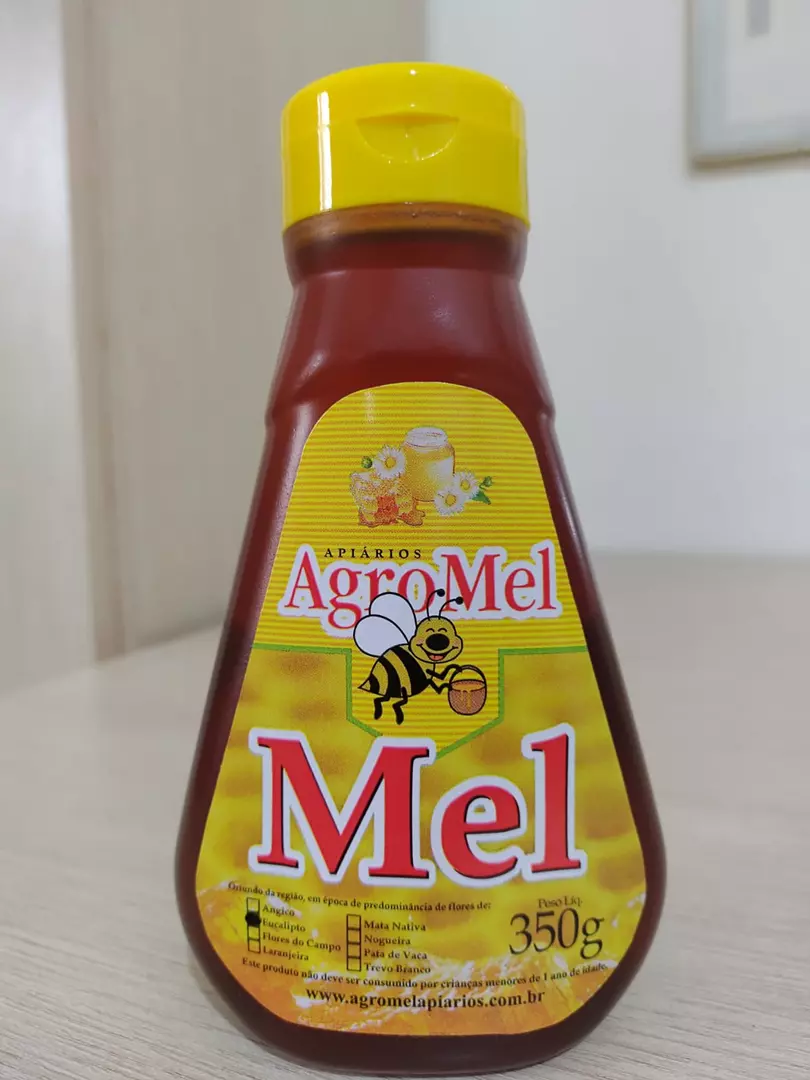 APIÁRIOS
AgroMel
Mel
Oriundo da região, em época de predominância de flores de:
Angico
Eucalipto
Flores do Campo
Laranjeira
Mata Nativa
Nogueira
Pata de Vaca
Trevo Branco
Peso Líq.
350g
Este produto não deve ser consumido por crianças menores de 1 ano de idade.
www.agromelapiarios.com.br